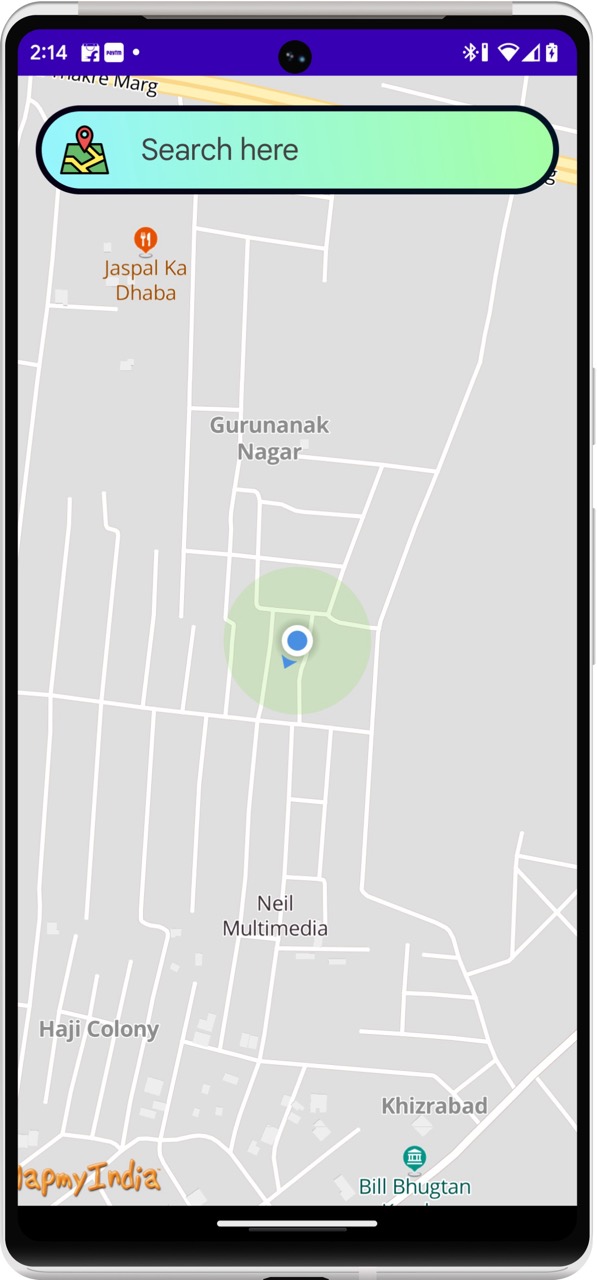 2:14
Paytm
Thakre Marg
Search here
Jaspal Ka
Dhaba
Gurunanak
Nagar
Neil
Multimedia
Haji Colony
Khizrabad
MapmyIndia
Bill Bhugtan